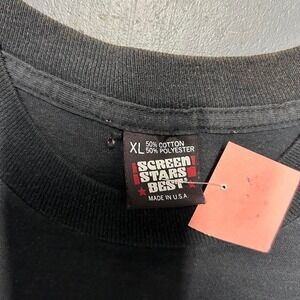 XL 50% COTTON
50% POLYESTER
SCREEN
STARS
BEST
MADE IN U.S.A